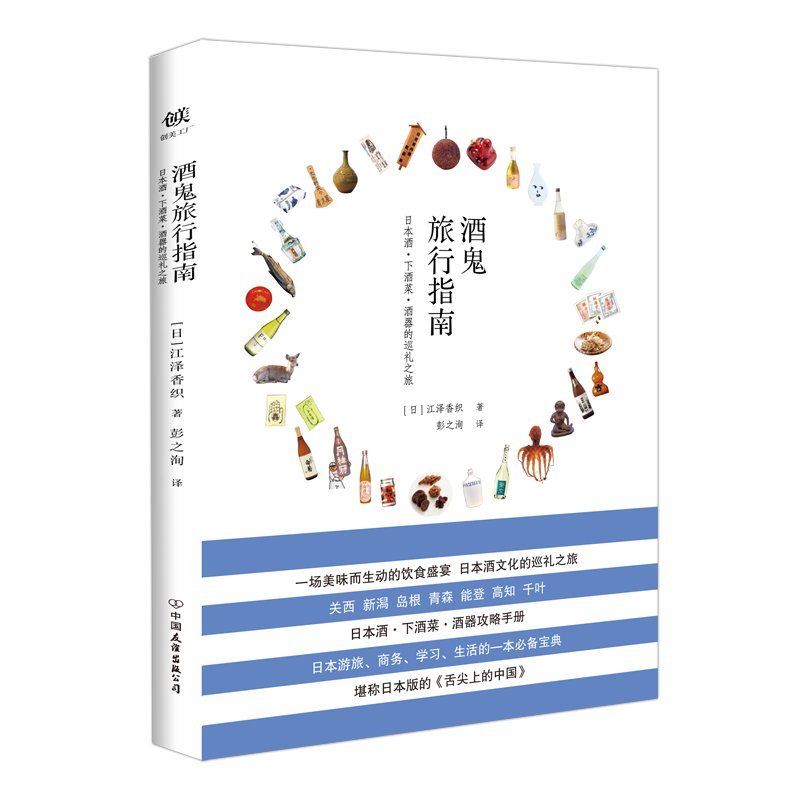 创美
创美工厂
酒鬼旅行指南
日本酒·下酒菜·酒器的巡礼之旅
[日]江泽香织 著
彭之洵 译
中国友谊出版公司
酒鬼
旅行指南
日本酒·下酒菜·酒器的巡礼之旅
[日]江泽香织 著
彭之洵 译
月桂冠
一场美味而生动的饮食盛宴 日本酒文化的巡礼之旅
关西 新潟 岛根 青森 能登 高知 千叶
日本酒·下酒菜·酒器攻略手册
日本游旅、商务、学习、生活的一本必备宝典
堪称日本版的《舌尖上的中国》